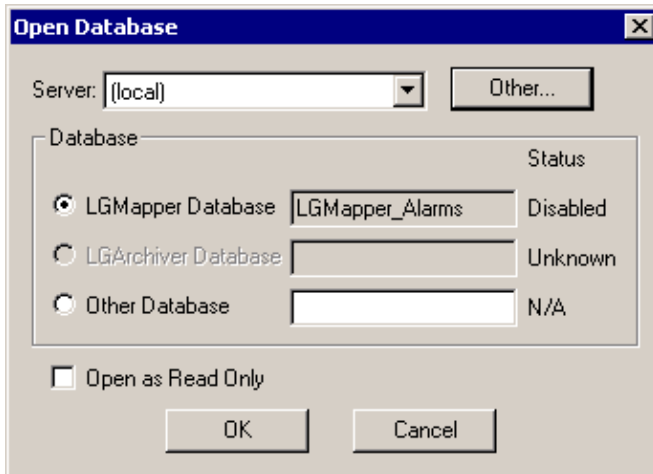 Open Database
Server: (local) Other...
Database
Status
LGMapper Database LGMapper_Alarms Disabled
LGArchiver Database Unknown
Other Database N/A
Open as Read Only
OK Cancel